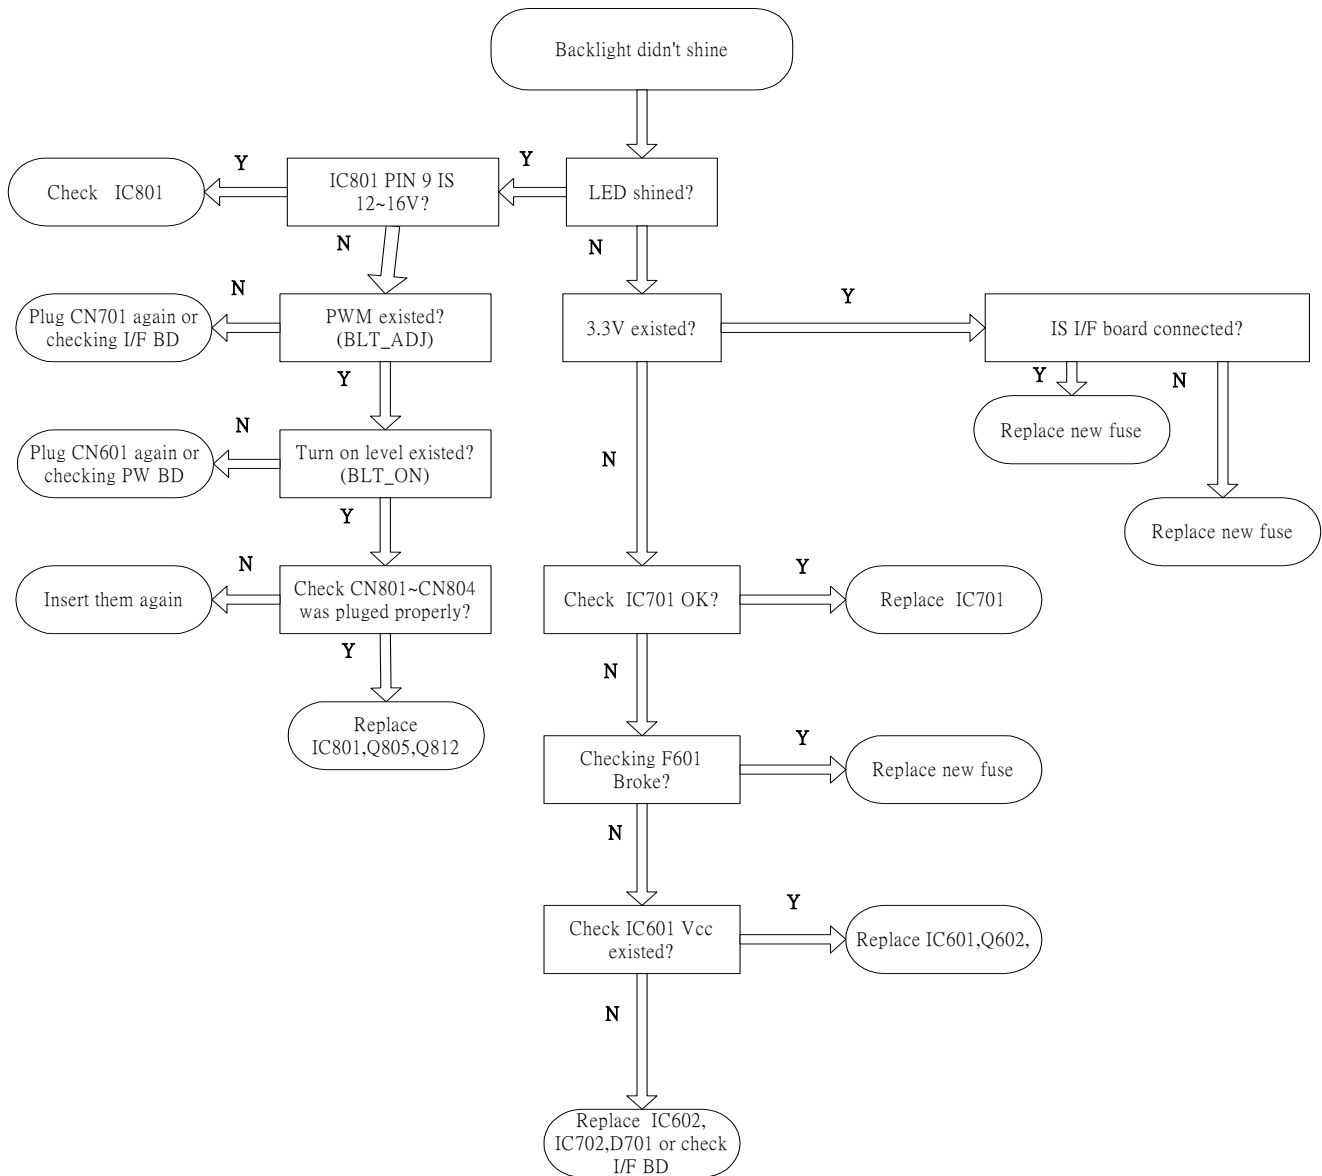 Backlight didn't shine
Y
Y
Check IC801
IC801 PIN 9 IS
12~16V?
LED shined?
N
N
N
Y
Plug CN701 again or
checking I/F BD
PWM existed?
(BLT_ADJ)
3.3V existed?
IS I/F board connected?
Y
Y
N
Replace new fuse
N
Plug CN601 again or
checking PW BD
Turn on level existed?
(BLT_ON)
N
Y
Replace new fuse
N
Y
Insert them again
Check CN801~CN804
was pluged properly?
Check IC701 OK?
Replace IC701
Y
N
Replace
IC801,Q805,Q812
Y
Checking F601
Broke?
Replace new fuse
N
Y
Check IC601 Vcc
existed?
Replace IC601,Q602,
N
Replace IC602,
IC702,D701 or check
I/F BD